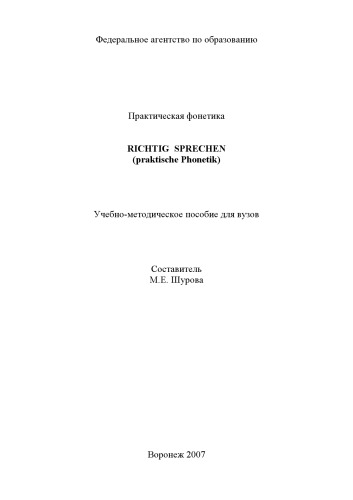 Федеральное агентство по образованию
Практическая фонетика
RICHTIG SPRECHEN
(praktische Phonetik)
Учебно-методическое пособие для вузов
Составитель
М.Е. Шурова
Воронеж 2007